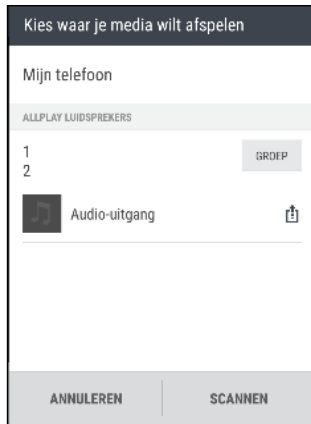 Kies waar je media wilt afspelen
Mijn telefoon
ALLPLAY LUIDSPREKERS
1
2
GROEP
Audio-uitgang
ANNULEREN
SCANNEN